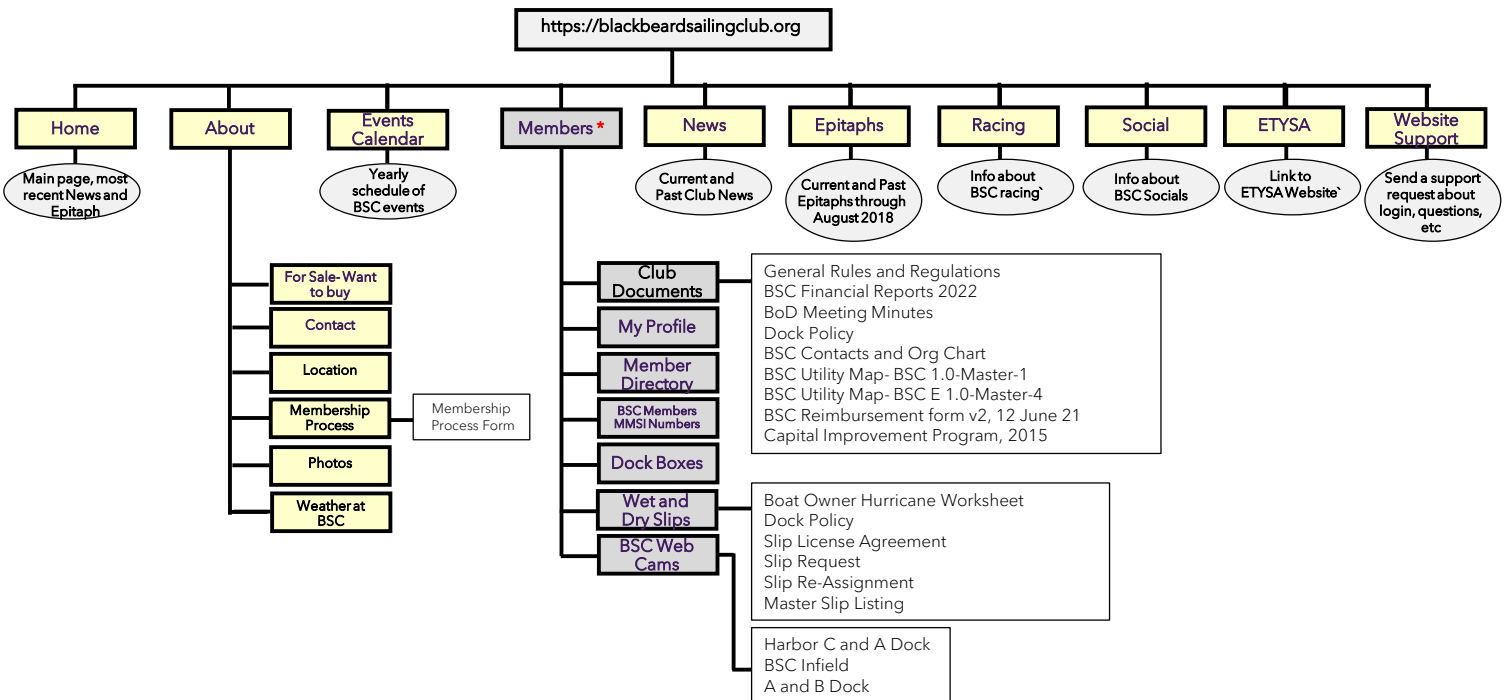 https://blackbeardsailingclub.org
Home
About
Events
Calendar
Members *
News
Epitaphs
Racing
Social
ETYSA
Website
Support
Main page, most
recent News and
Epitaph
Yearly
schedule of
BSC events
Current and
Past Club News
Current and Past
Epitaphs through
August 2018
Info about
BSC racing`
Info about
BSC Socials
Link to
ETYSA Website`
Send a support
request about
login, questions,
etc
For Sale-Want
to buy
Contact
Location
Membership
Process
Membership
Process Form
Photos
Weather at
BSC
Club
Documents
General Rules and Regulations
BSC Financial Reports 2022
BoD Meeting Minutes
Dock Policy
BSC Contacts and Org Chart
BSC Utility Map- BSC 1.0-Master-1
BSC Utility Map- BSC E 1.0-Master-4
BSC Reimbursement form v2, 12 June 21
Capital Improvement Program, 2015
My Profile
Member
Directory
BSC Members
MMSI Numbers
Dock Boxes
Wet and
Dry Slips
Boat Owner Hurricane Worksheet
Dock Policy
Slip License Agreement
Slip Request
Slip Re-Assignment
Master Slip Listing
BSC Web
Cams
Harbor C and A Dock
BSC Infield
A and B Dock